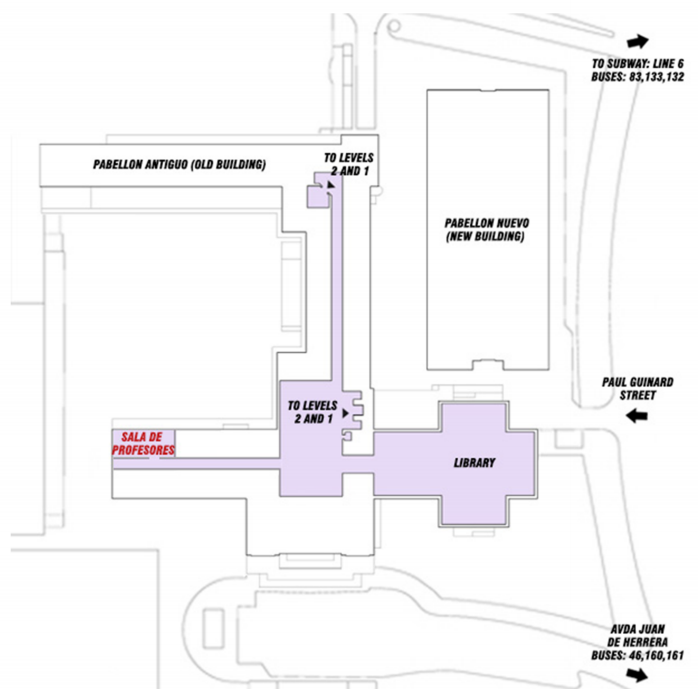 TO SUBWAY: LINE 6
BUSES: 83,133,132
PABELLON ANTIGUO (OLD BUILDING)
TO LEVELS
2 AND 1
PABELLON NUEVO
(NEW BUILDING)
PAUL GUINARD
STREET
TO LEVELS
2 AND 1
SALA DE
PROFESORES
LIBRARY
AVDA JUAN
DE HERRERA
BUSES: 46,160,161